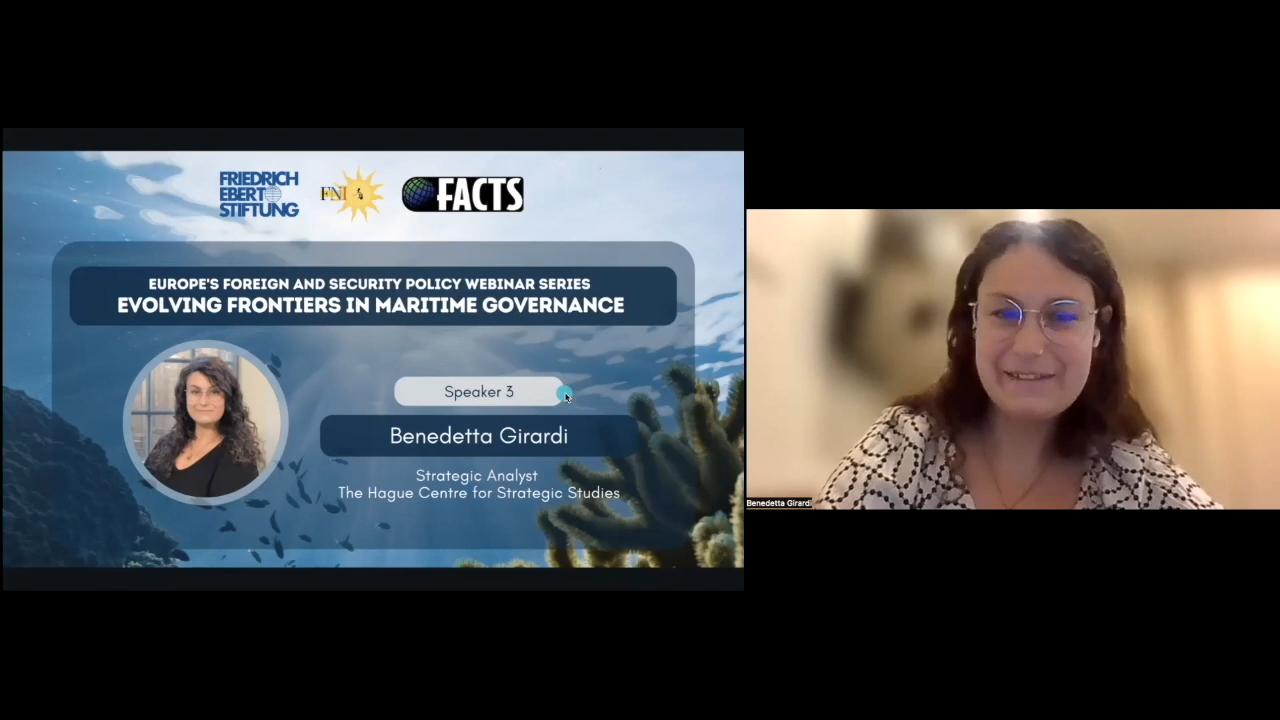 FRIEDRICH
EBERT
STIFTUNG
FNI
FACTS
EUROPE'S FOREIGN AND SECURITY POLICY WEBINAR SERIES
EVOLVING FRONTIERS IN MARITIME GOVERNANCE
Speaker 3
Benedetta Girardi
Strategic Analyst
The Hague Centre for Strategic Studies
Benedetta Girardi